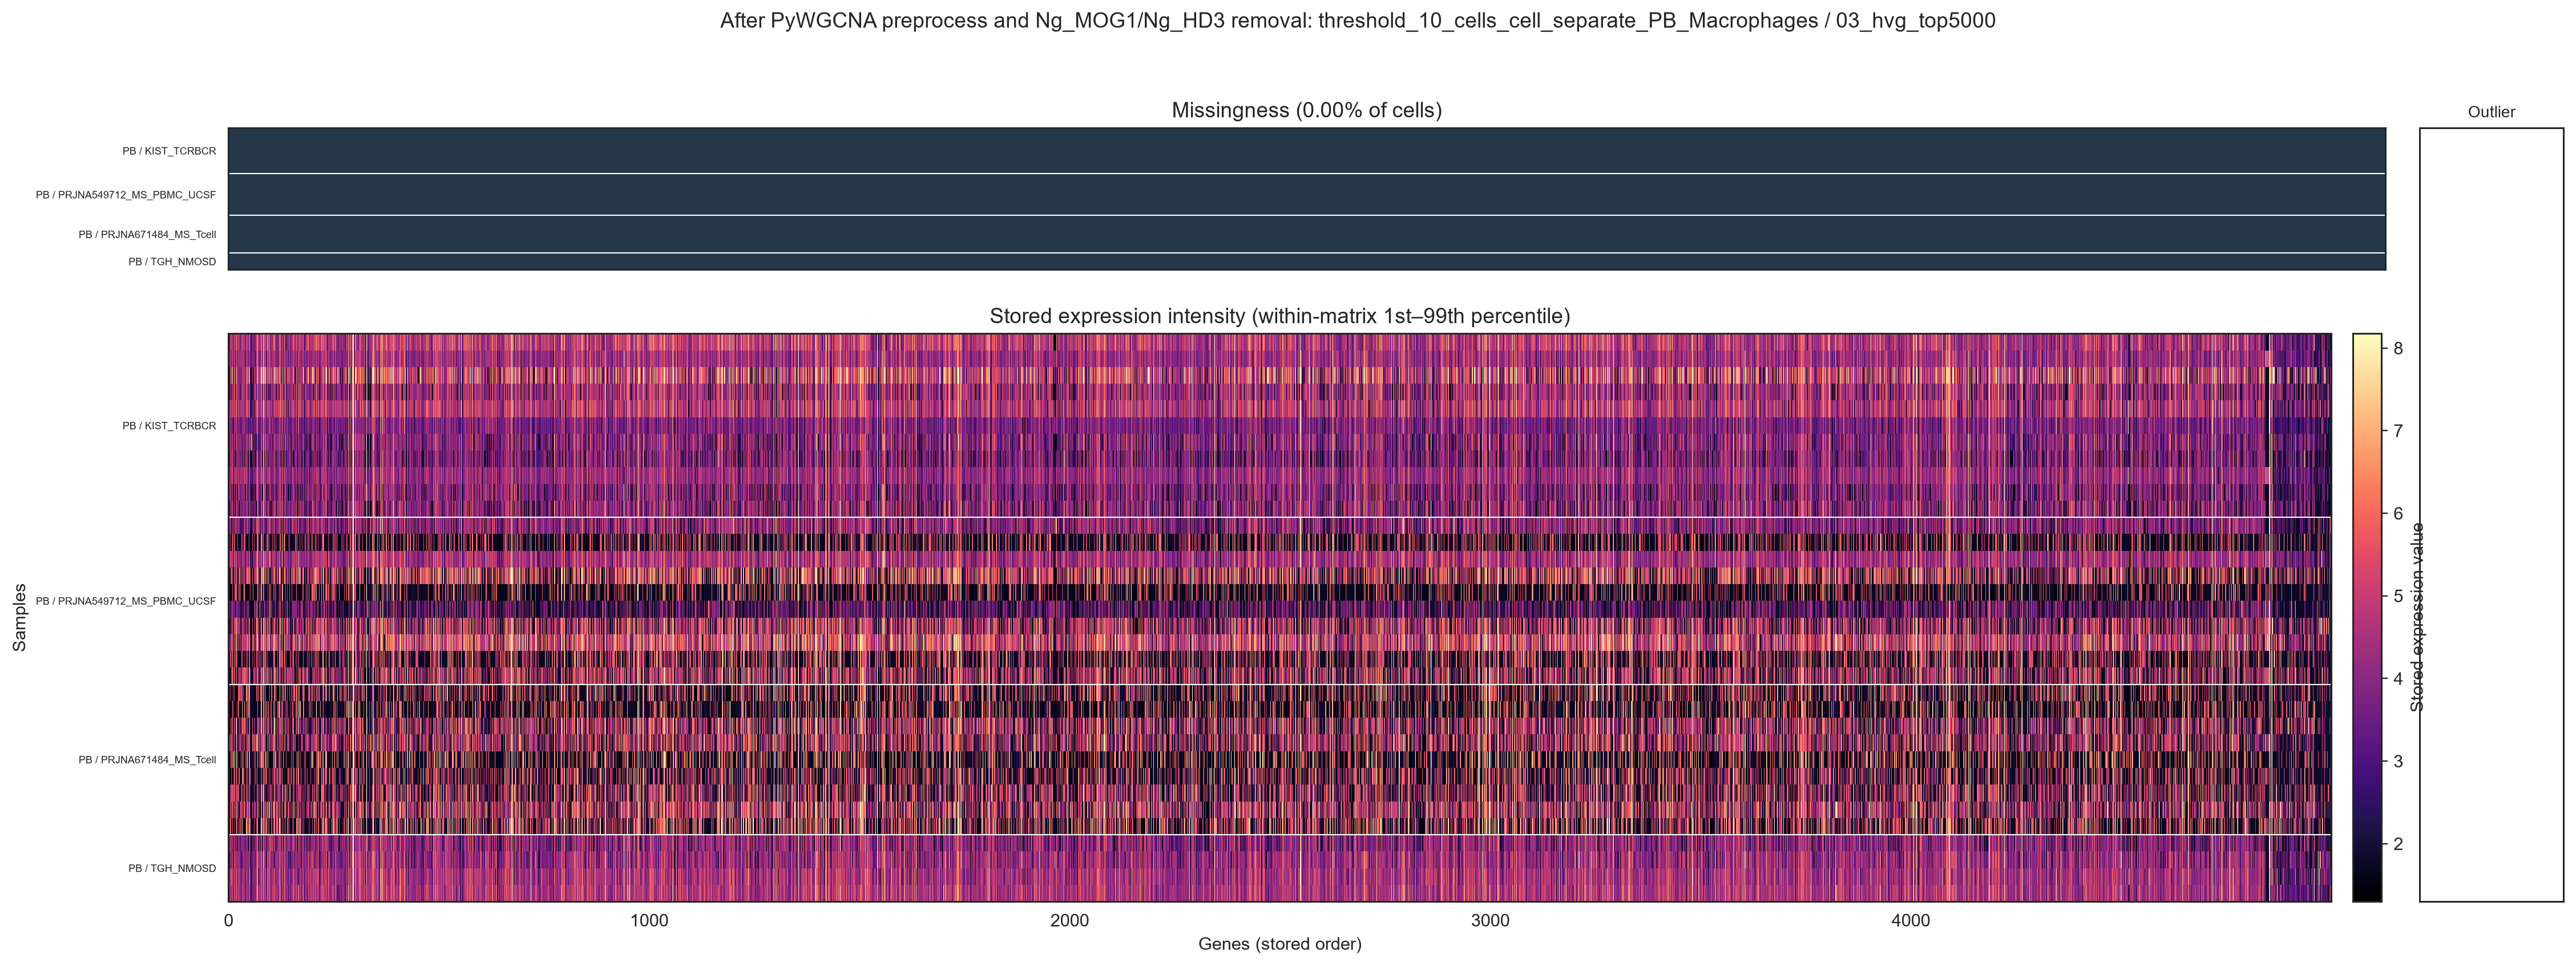 After PyWGCNA preprocess and Ng_MOG1/Ng_HD3 removal: threshold_10_cells_cell_separate_PB_Macrophages / 03_hvg_top5000
Missingness (0.00% of cells)
Outlier
PB / KIST_TCRBCR
PB / PRJNA549712_MS_PBMC_UCSF
PB / PRJNA671484_MS_Tcell
PB / TGH_NMOSD
Stored expression intensity (within-matrix 1st–99th percentile)
Samples
PB / KIST_TCRBCR
PB / PRJNA549712_MS_PBMC_UCSF
PB / PRJNA671484_MS_Tcell
PB / TGH_NMOSD
8
7
6
5
4
3
2
Stored expression value
0
1000
2000
3000
4000
Genes (stored order)